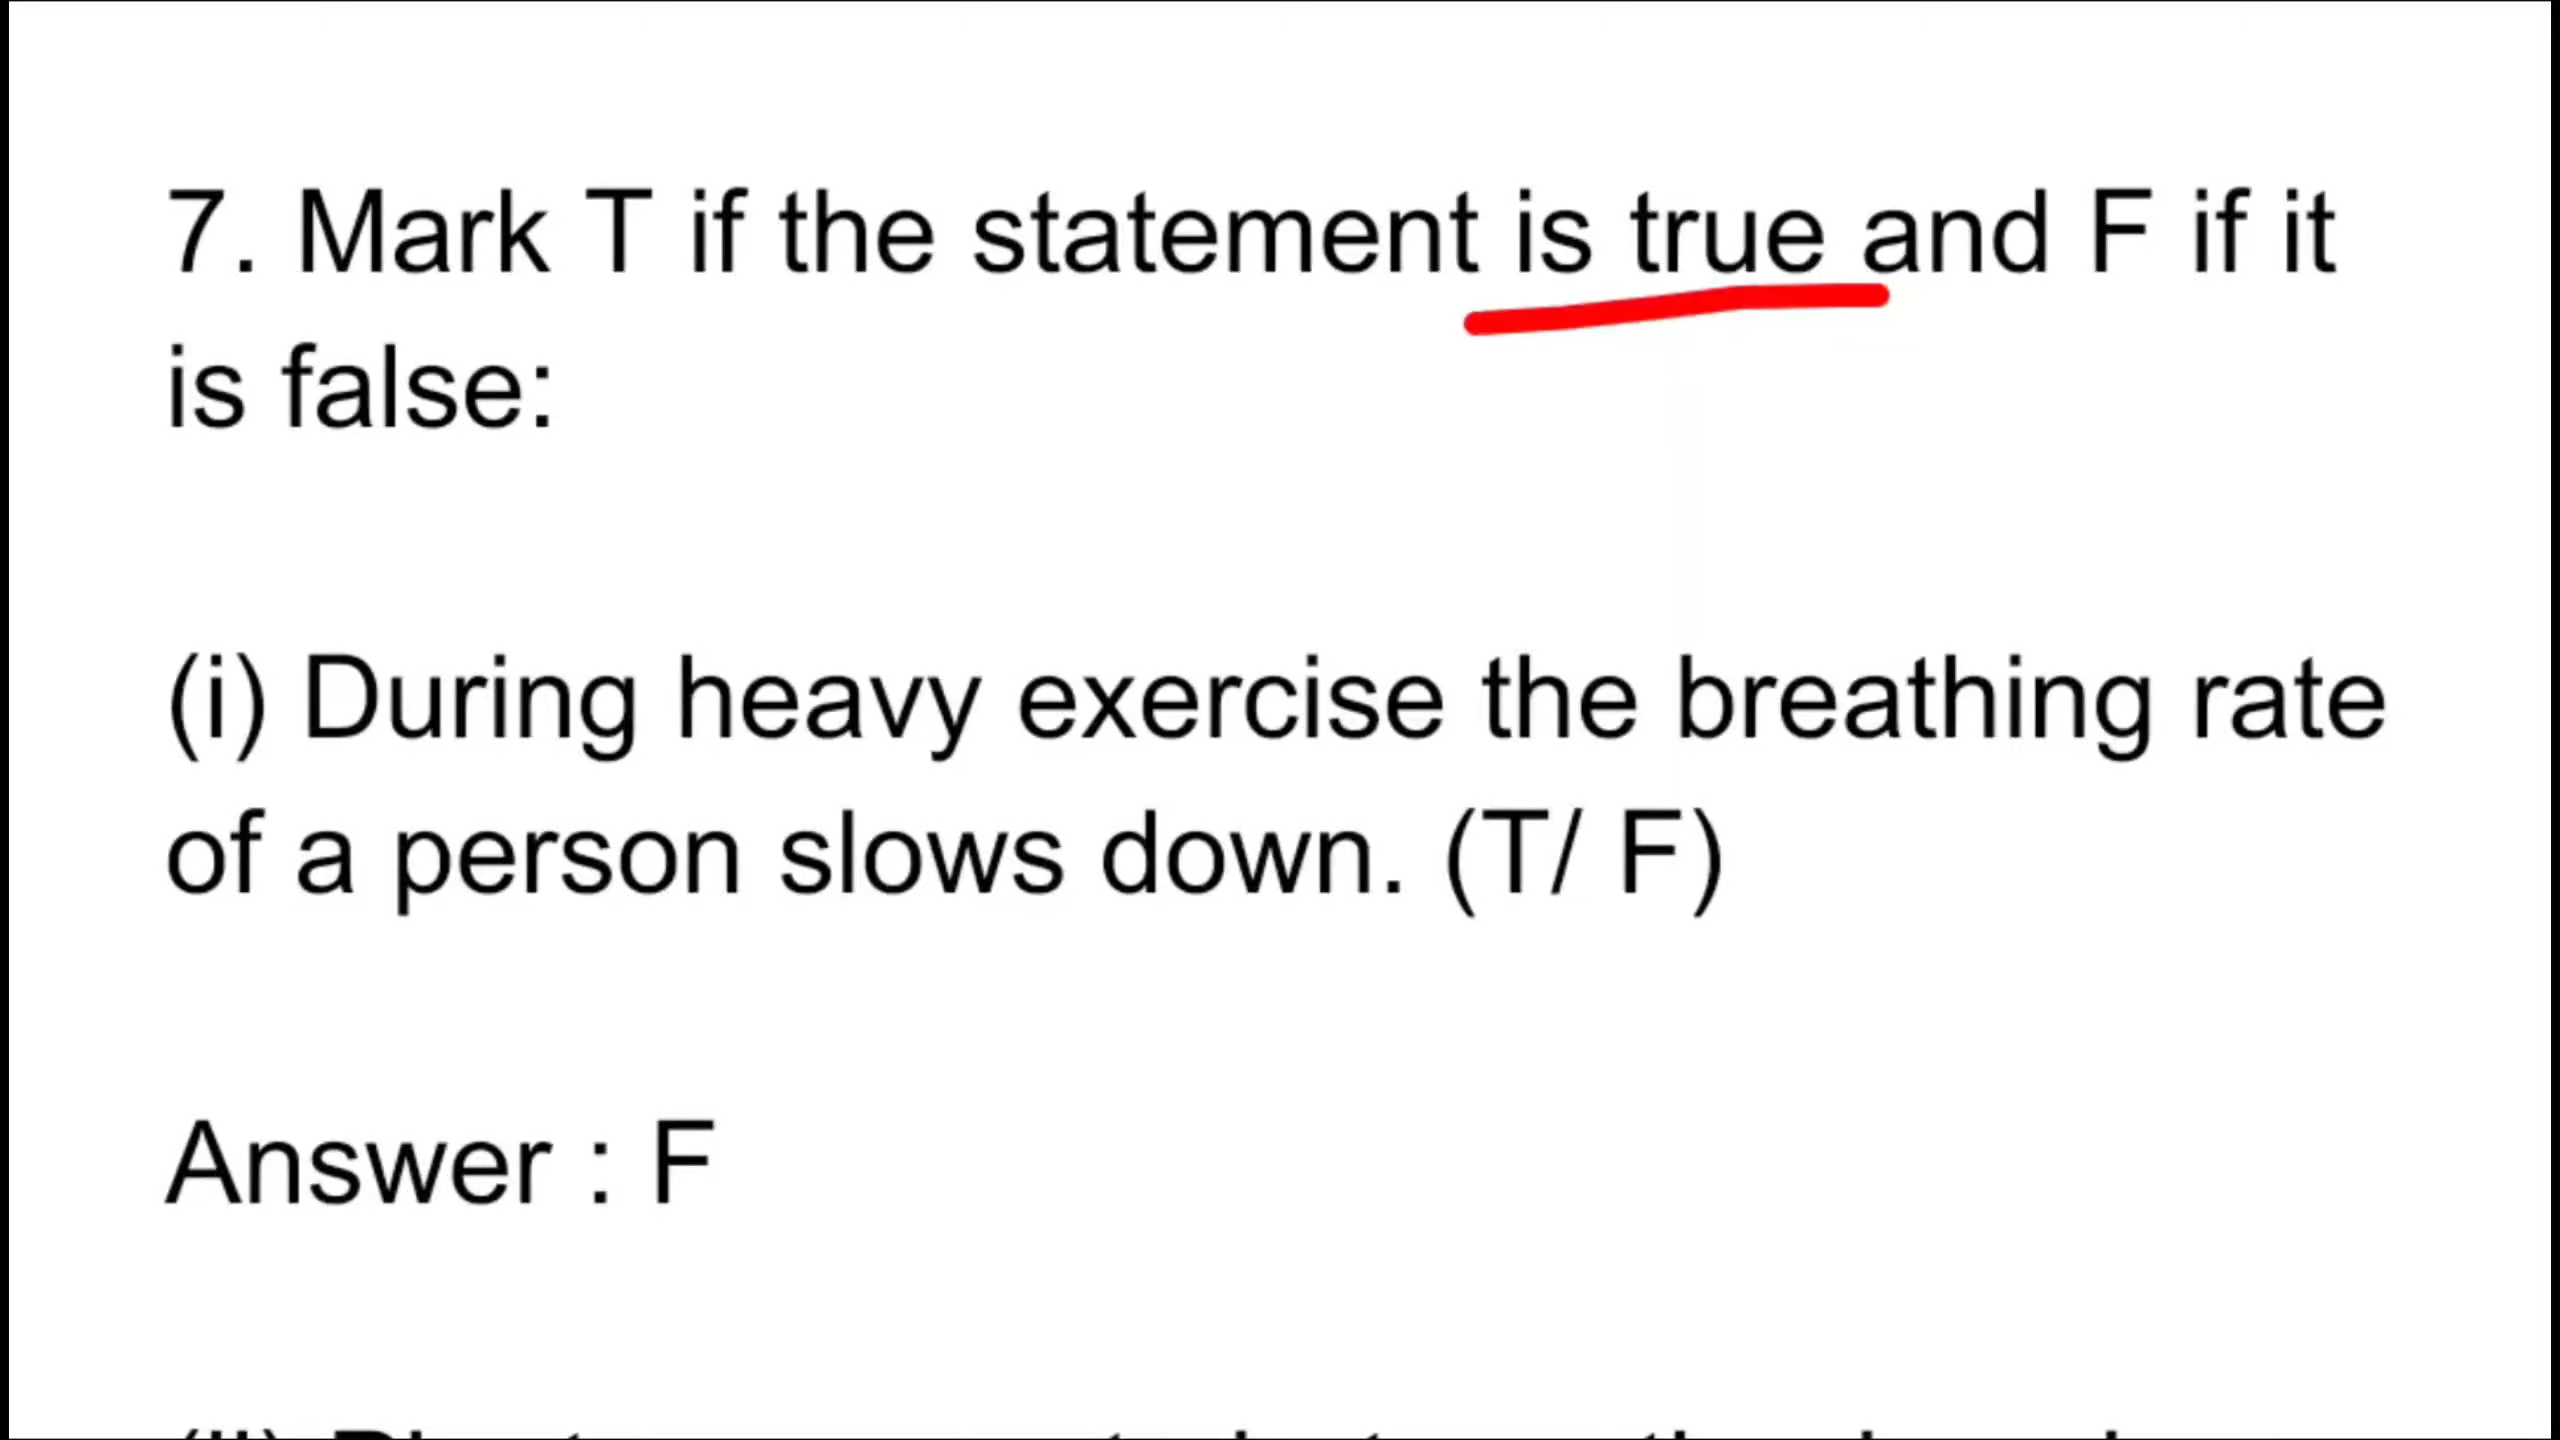 7. Mark T if the statement is true and F if it
is false:
(i) During heavy exercise the breathing rate
of a person slows down. (T/ F)
Answer : F